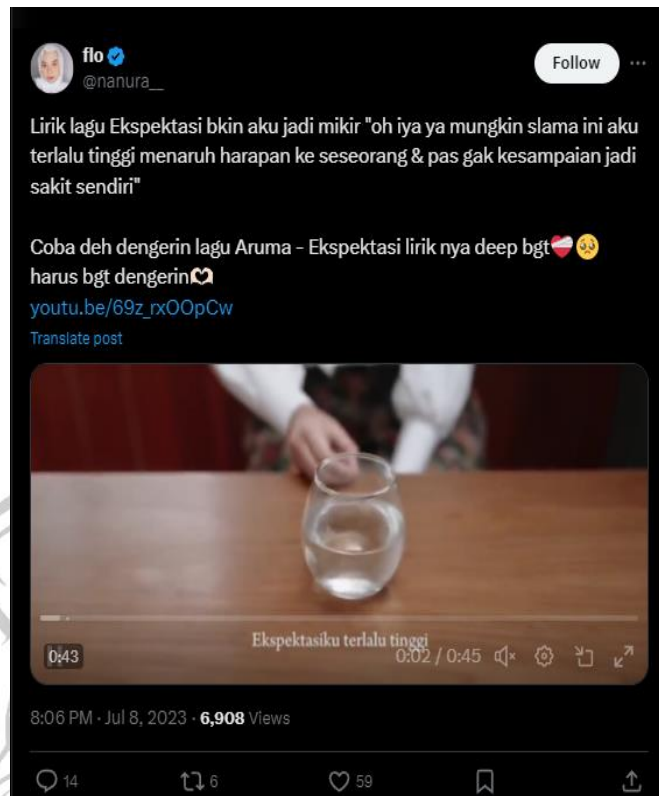 flo
@nanura__
Follow
Lirik lagu Ekspektasi bkin aku jadi mikir "oh iya ya mungkin slama ini aku
terlalu tinggi menaruh harapan ke seseorang & pas gak kesampaian jadi
sakit sendiri"
Coba deh dengerin lagu Aruma - Ekspektasi lirik nya deep bgt❤️‍🩹🥺
harus bgt dengerin🫶🏻
youtu.be/69z_rxOOpCw
Translate post
Ekspektasiku terlalu tinggi
0:43
0:02 / 0:45
8:06 PM · Jul 8, 2023 · 6,908 Views
14
6
59